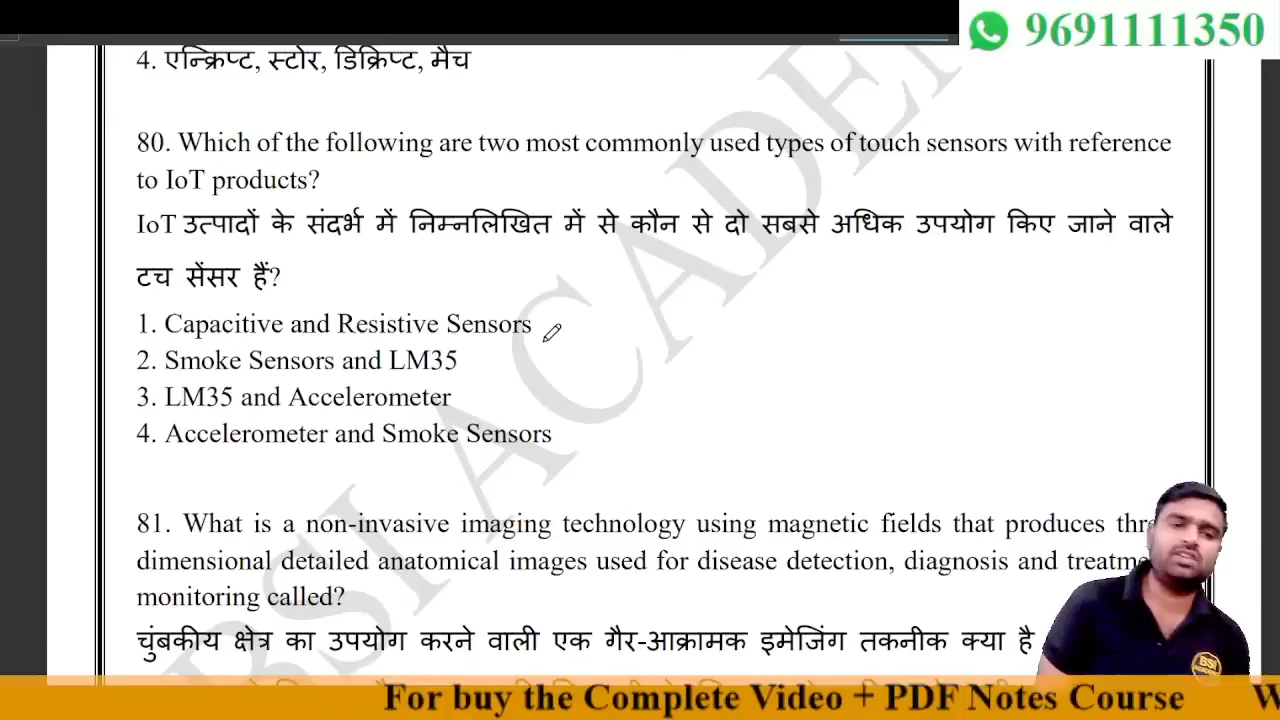 9691111350
4. एन्क्रिप्ट, स्टोर, डिक्रिप्ट, मैच
80. Which of the following are two most commonly used types of touch sensors with reference
to IoT products?
IoT उत्पादों के संदर्भ में निम्नलिखित में से कौन से दो सबसे अधिक उपयोग किए जाने वाले
टच सेंसर हैं?
1. Capacitive and Resistive Sensors
2. Smoke Sensors and LM35
3. LM35 and Accelerometer
4. Accelerometer and Smoke Sensors
81. What is a non-invasive imaging technology using magnetic fields that produces
dimensional detailed anatomical images used for disease detection, diagnosis and
monitoring called?
चुंबकीय क्षेत्र का उपयोग करने वाली एक गैर-आक्रामक इमेजिंग तकनीक क्या है
BSI ACADEM
BSI
For buy the Complete Video + PDF Notes Course W